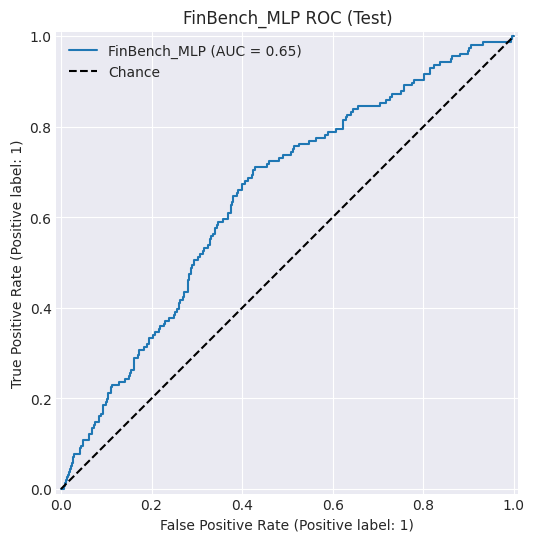 FinBench_MLP ROC (Test)
FinBench_MLP (AUC = 0.65)
Chance
True Positive Rate (Positive label: 1)
1.0
0.8
0.6
0.4
0.2
0.0
0.0 0.2 0.4 0.6 0.8 1.0
False Positive Rate (Positive label: 1)